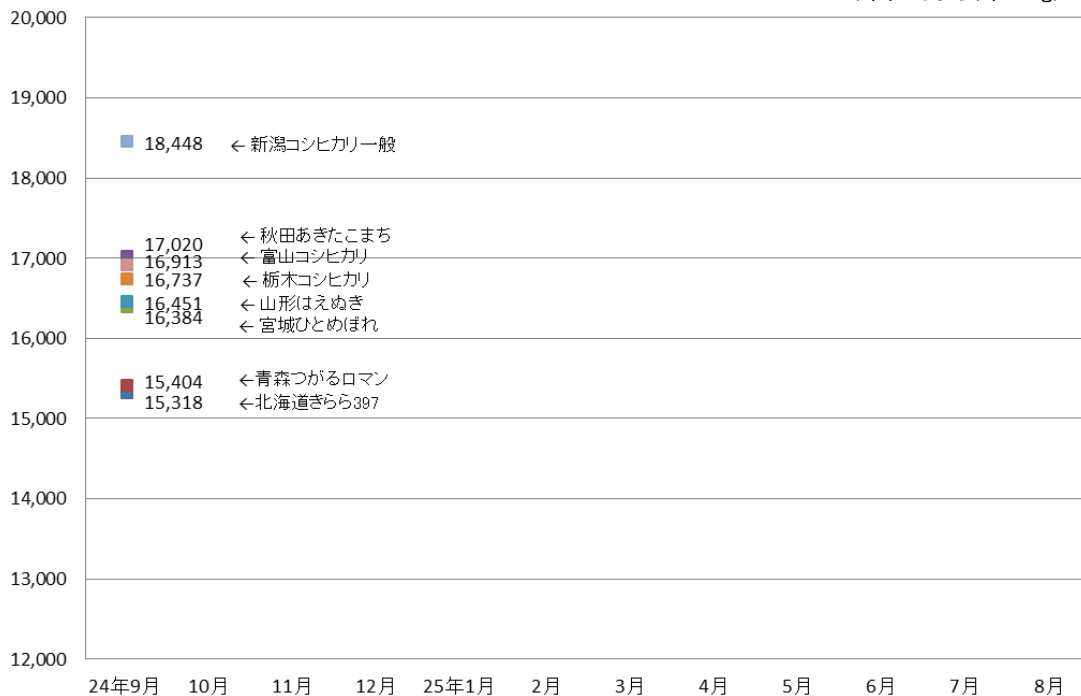 20,000
19,000
18,448 ←新潟コシヒカリ一般
18,000
17,020 ←秋田あきたこまち
17,000
16,913 ←富山コシヒカリ
16,737 ←栃木コシヒカリ
16,451 ←山形はえぬき
16,384 ←宮城ひとめぼれ
16,000
15,404 ←青森つがるロマン
15,318 ←北海道きらら397
15,000
14,000
13,000
12,000
24年9月 10月 11月 12月 25年1月 2月 3月 4月 5月 6月 7月 8月